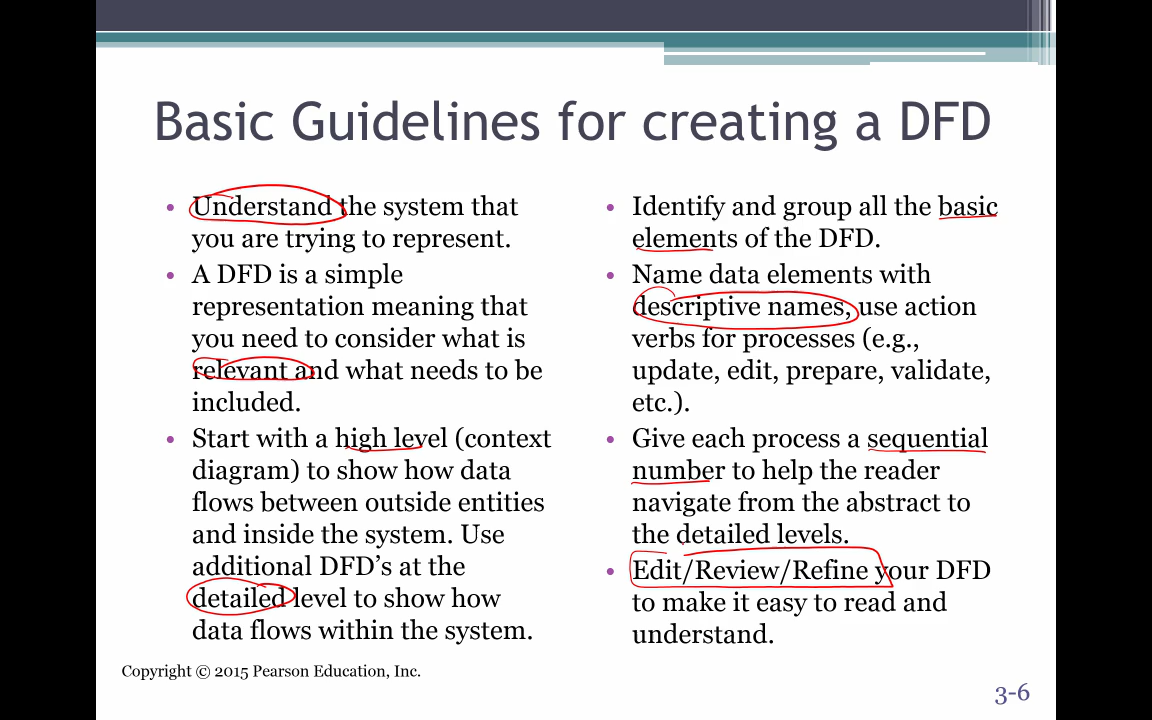 Basic Guidelines for creating a DFD
• Understand the system that
you are trying to represent.
• A DFD is a simple
representation meaning that
you need to consider what is
relevant and what needs to be
included.
• Start with a high level (context
diagram) to show how data
flows between outside entities
and inside the system. Use
additional DFD’s at the
detailed level to show how
data flows within the system.
• Identify and group all the basic
elements of the DFD.
• Name data elements with
descriptive names, use action
verbs for processes (e.g.,
update, edit, prepare, validate,
etc.).
• Give each process a sequential
number to help the reader
navigate from the abstract to
the detailed levels.
• Edit/Review/Refine your DFD
to make it easy to read and
understand.
Copyright © 2015 Pearson Education, Inc.
3-6